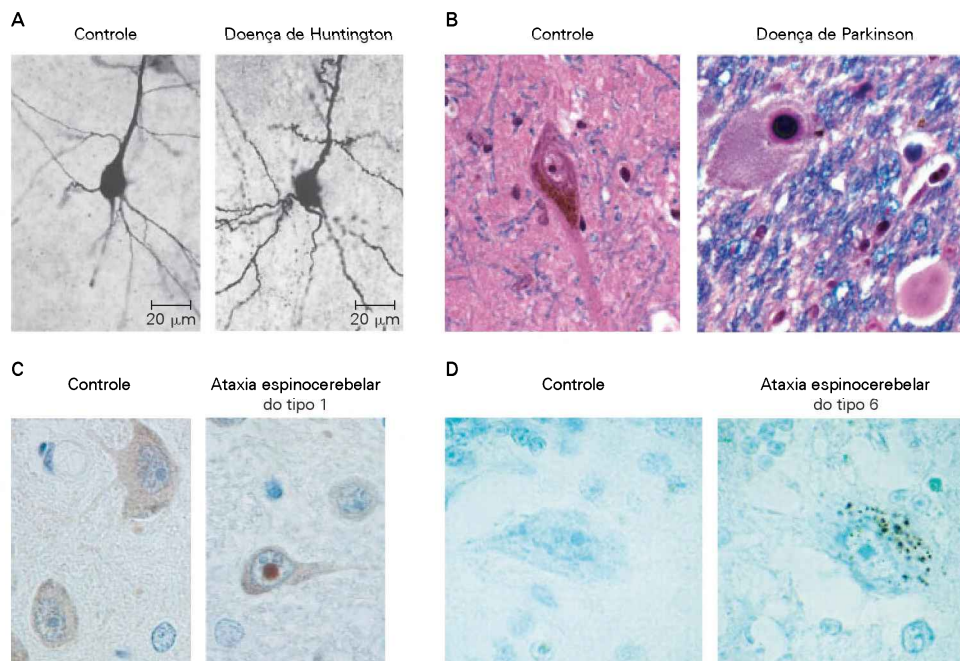 A
Controle
Doença de Huntington
20 μm
20 μm
B
Controle
Doença de Parkinson
C
Controle
Ataxia espinocerebelar
do tipo 1
D
Controle
Ataxia espinocerebelar
do tipo 6